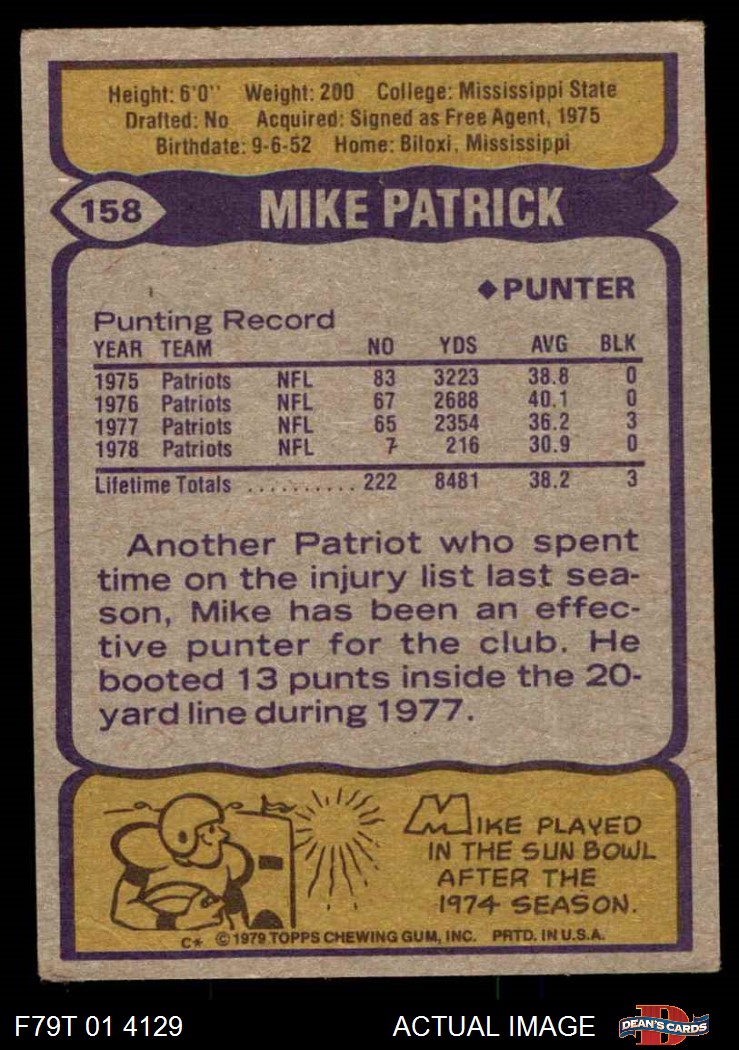 Height: 6'0" Weight: 200 College: Mississippi State
Drafted: No Acquired: Signed as Free Agent, 1975
Birthdate: 9-6-52 Home: Biloxi, Mississippi
158 MIKE PATRICK
◆PUNTER
Punting Record
YEAR TEAM NO YDS AVG BLK
1975 Patriots NFL 83 3223 38.8 0
1976 Patriots NFL 67 2688 40.1 0
1977 Patriots NFL 65 2354 36.2 3
1978 Patriots NFL 7 216 30.9 0
Lifetime Totals .......... 222 8481 38.2 3
Another Patriot who spent
time on the injury list last sea-
son, Mike has been an effec-
tive punter for the club. He
booted 13 punts inside the 20-
yard line during 1977.
MIKE PLAYED
IN THE SUN BOWL
AFTER THE
1974 SEASON.
C* ©1979 TOPPS CHEWING GUM, INC. PRTD. IN U.S.A.
F79T 01 4129 ACTUAL IMAGE D DEAN'S CARDS